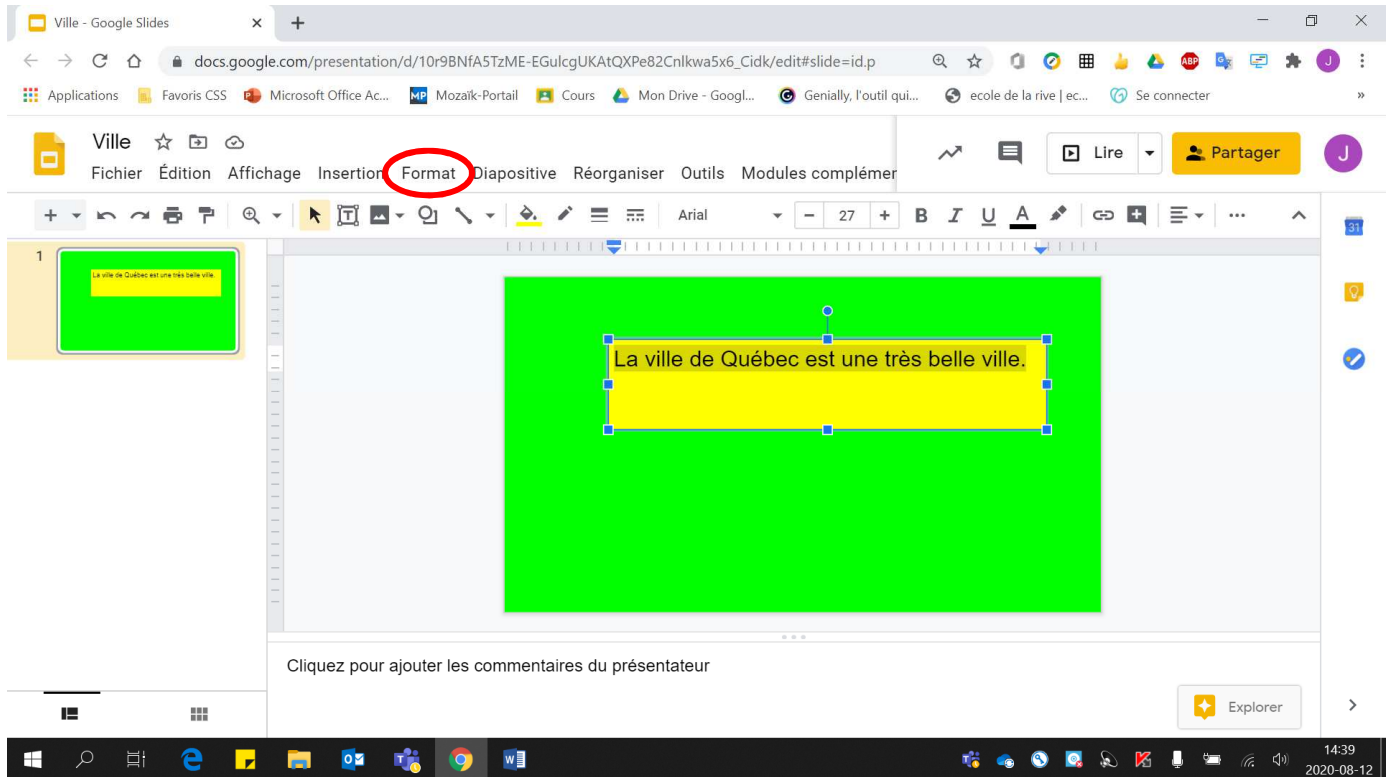 Ville - Google Slides
docs.google.com/presentation/d/10r9BNfA5TzME-EGulcgUKAtQXPe82Cnlkwa5x6_Cidk/edit#slide=id.p
ABP
J
Applications Favoris CSS Microsoft Office Ac... MP Mozaïk-Portail Cours Mon Drive - Googl... Genially, l'outil qui... ecole de la rive | ec... Se connecter »
Ville
Lire Partager J
Fichier Édition Affichage Insertion Format Diapositive Réorganiser Outils Modules complémer
Arial - 27 + B I U A
31
1
La ville de Québec est une très belle ville.
La ville de Québec est une très belle ville.
Cliquez pour ajouter les commentaires du présentateur
Explorer
14:39
2020-08-12